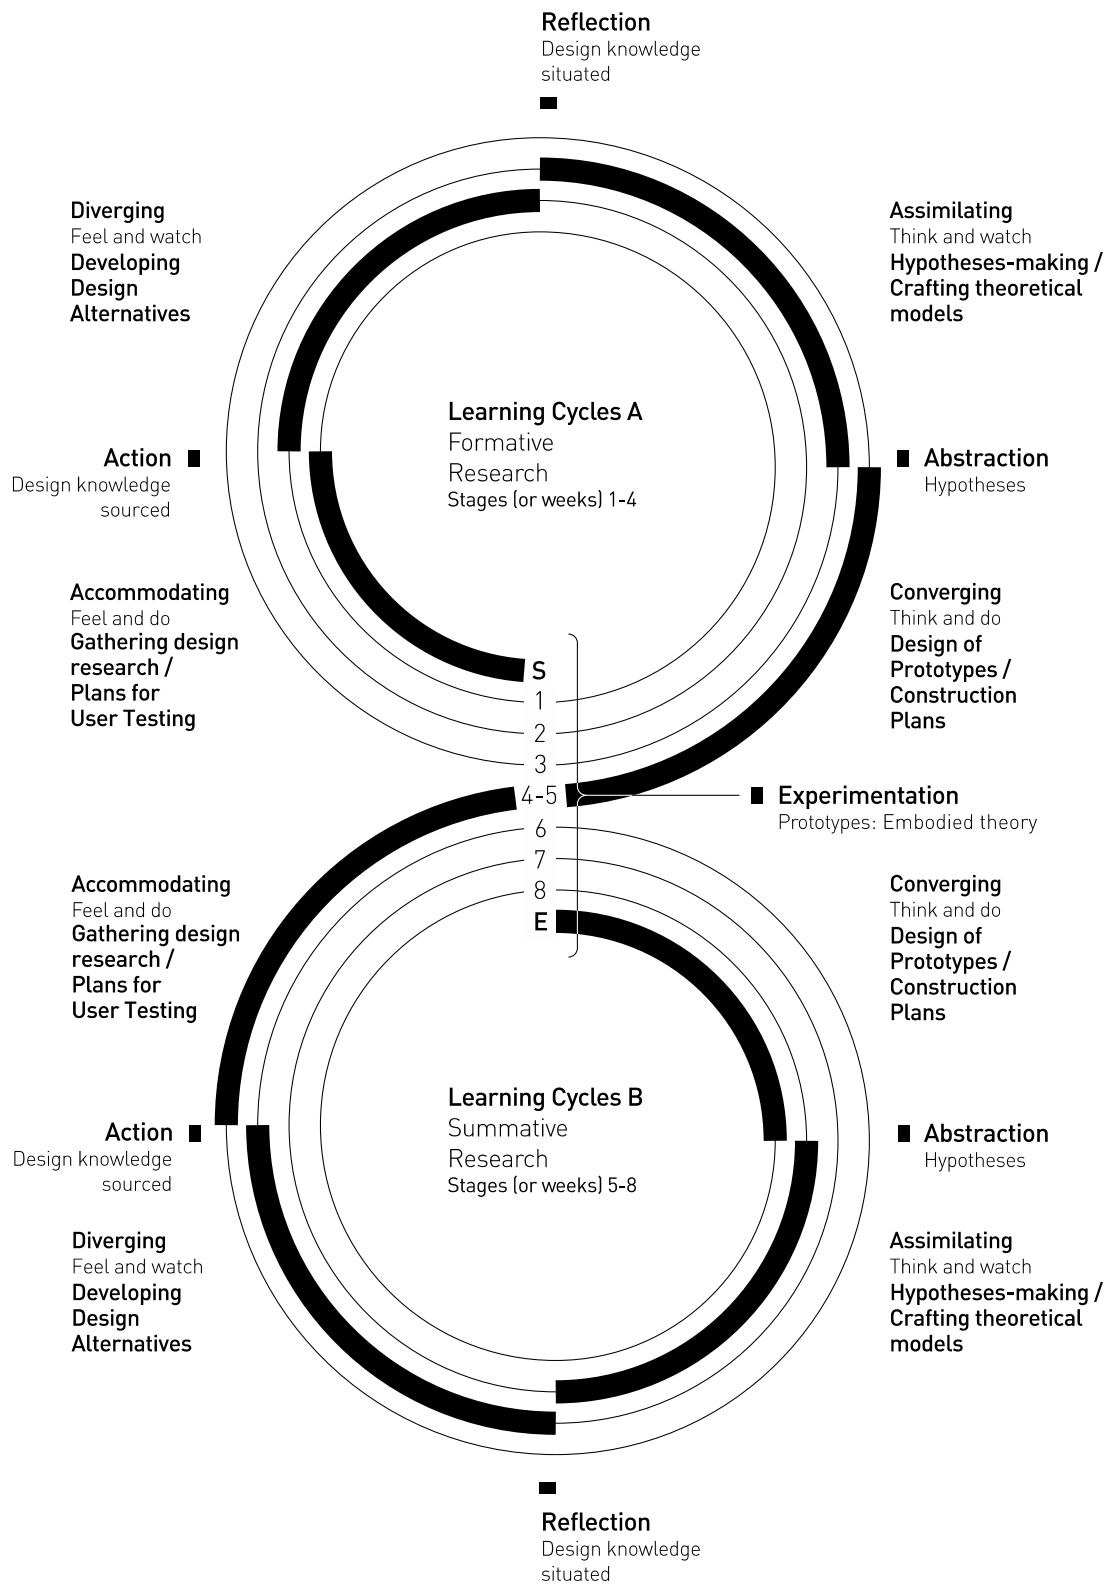 Reflection
Design knowledge
situated
Diverging
Feel and watch
Developing
Design
Alternatives
Assimilating
Think and watch
Hypotheses-making /
Crafting theoretical
models
Learning Cycles A
Formative
Research
Stages (or weeks) 1-4
Action
Design knowledge
sourced
Abstraction
Hypotheses
Accommodating
Feel and do
Gathering design
research /
Plans for
User Testing
Converging
Think and do
Design of
Prototypes /
Construction
Plans
S
1
2
3
4-5
6
7
8
E
Experimentation
Prototypes: Embodied theory
Accommodating
Feel and do
Gathering design
research /
Plans for
User Testing
Converging
Think and do
Design of
Prototypes /
Construction
Plans
Learning Cycles B
Summative
Research
Stages (or weeks) 5-8
Action
Design knowledge
sourced
Abstraction
Hypotheses
Diverging
Feel and watch
Developing
Design
Alternatives
Assimilating
Think and watch
Hypotheses-making /
Crafting theoretical
models
Reflection
Design knowledge
situated